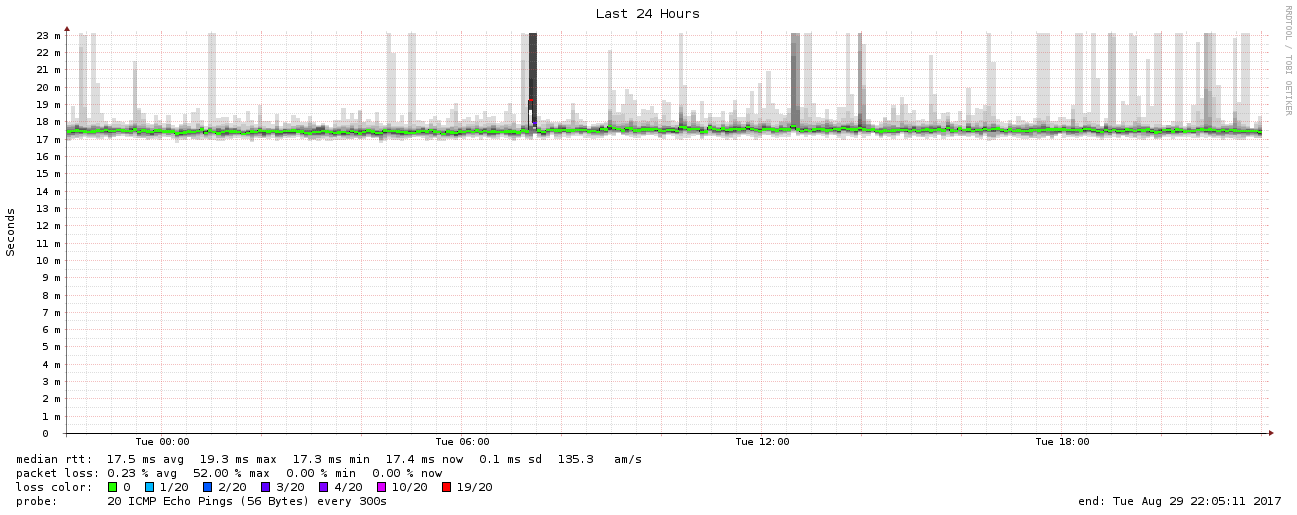 Last 24 Hours
RRDTOOL / TOBI OETIKER
Seconds
23 m
22 m
21 m
20 m
19 m
18 m
17 m
16 m
15 m
14 m
13 m
12 m
11 m
10 m
9 m
8 m
7 m
6 m
5 m
4 m
3 m
2 m
1 m
0
Tue 00:00 Tue 06:00 Tue 12:00 Tue 18:00
median rtt: 17.5 ms avg 19.3 ms max 17.3 ms min 17.4 ms now 0.1 ms sd 135.3 am/s
packet loss: 0.23 % avg 52.00 % max 0.00 % min 0.00 % now
loss color: 0 1/20 2/20 3/20 4/20 10/20 19/20
probe: 20 ICMP Echo Pings (56 Bytes) every 300s end: Tue Aug 29 22:05:11 2017